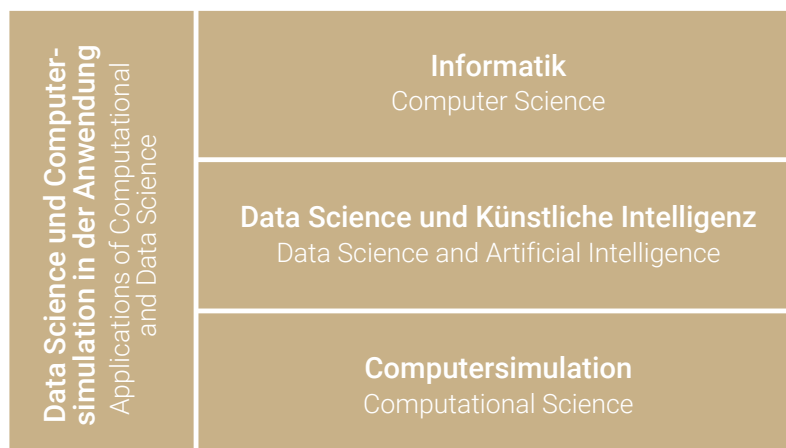 Data Science und Computer-
simulation in der Anwendung
Applications of Computational
and Data Science
Informatik
Computer Science
Data Science und Künstliche Intelligenz
Data Science and Artificial Intelligence
Computersimulation
Computational Science